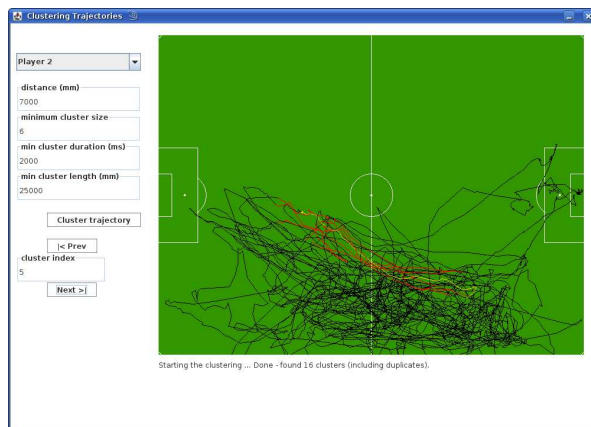 Clustering Trajectories
Player 2
distance (mm)
7000
minimum cluster size
6
min cluster duration (ms)
2000
min cluster length (mm)
25000
Cluster trajectory
|< Prev
cluster index
5
Next >|
Starting the clustering ... Done - found 16 clusters (including duplicates).